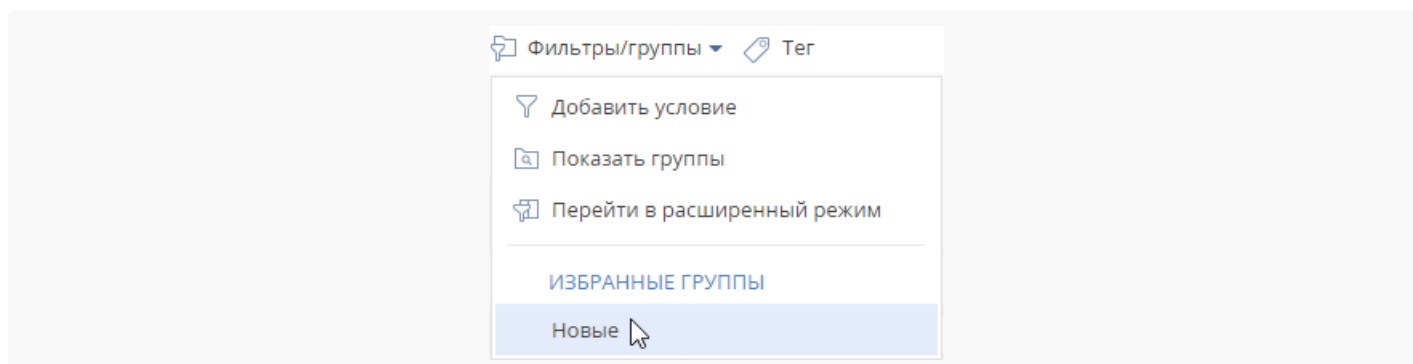 Фильтры/группы Тег
Добавить условие
Показать группы
Перейти в расширенный режим
ИЗБРАННЫЕ ГРУППЫ
Новые